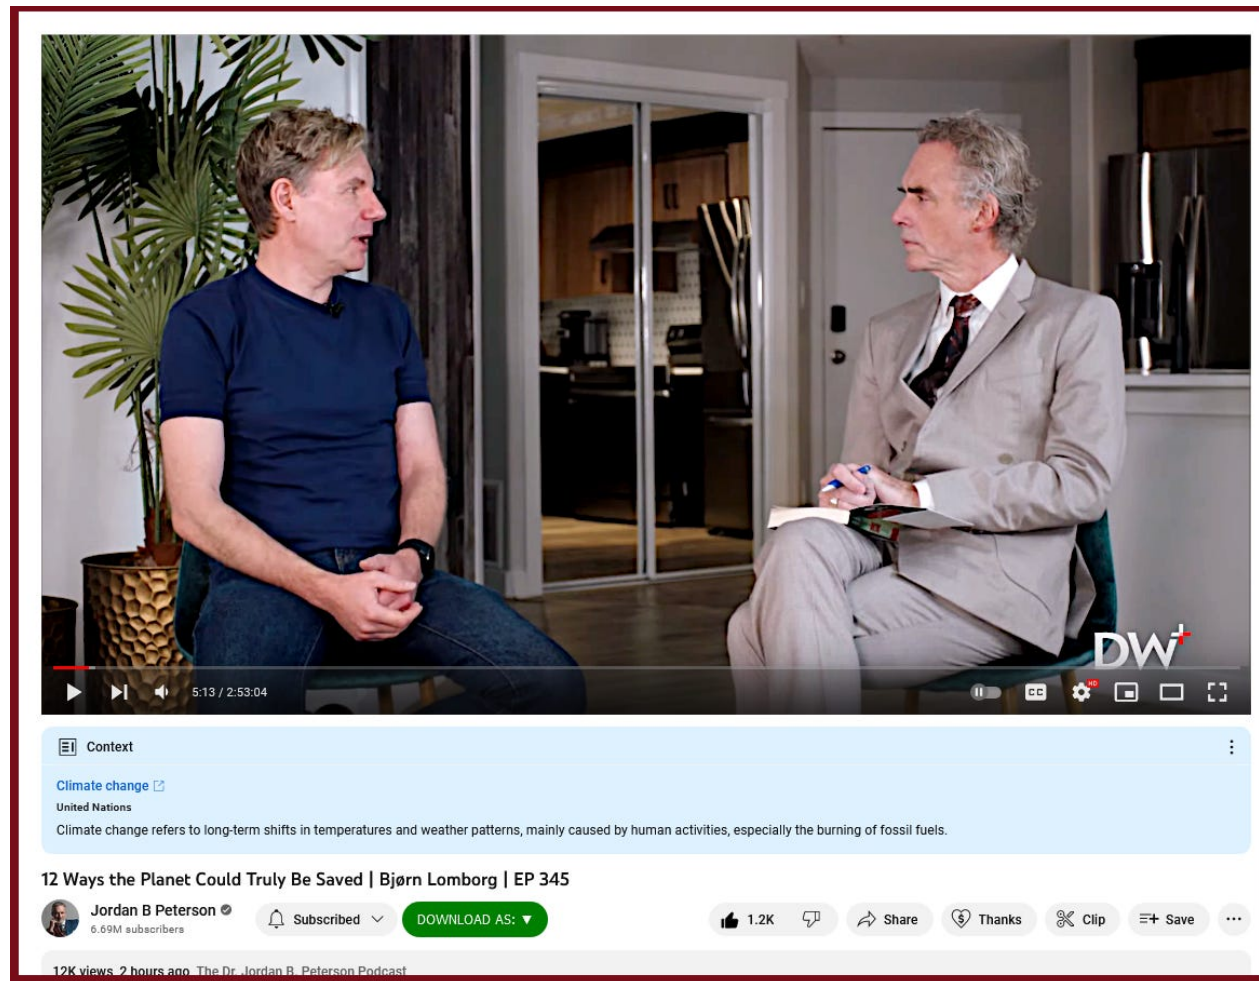 DW+
5:13 / 2:53:04
CC
HD
Context
Climate change
United Nations
Climate change refers to long-term shifts in temperatures and weather patterns, mainly caused by human activities, especially the burning of fossil fuels.
12 Ways the Planet Could Truly Be Saved | Bjørn Lomborg | EP 345
Jordan B Peterson
6.69M subscribers
Subscribed
DOWNLOAD AS: ▼
1.2K
Share
Thanks
Clip
Save
12K views 2 hours ago The Dr. Jordan B. Peterson Podcast